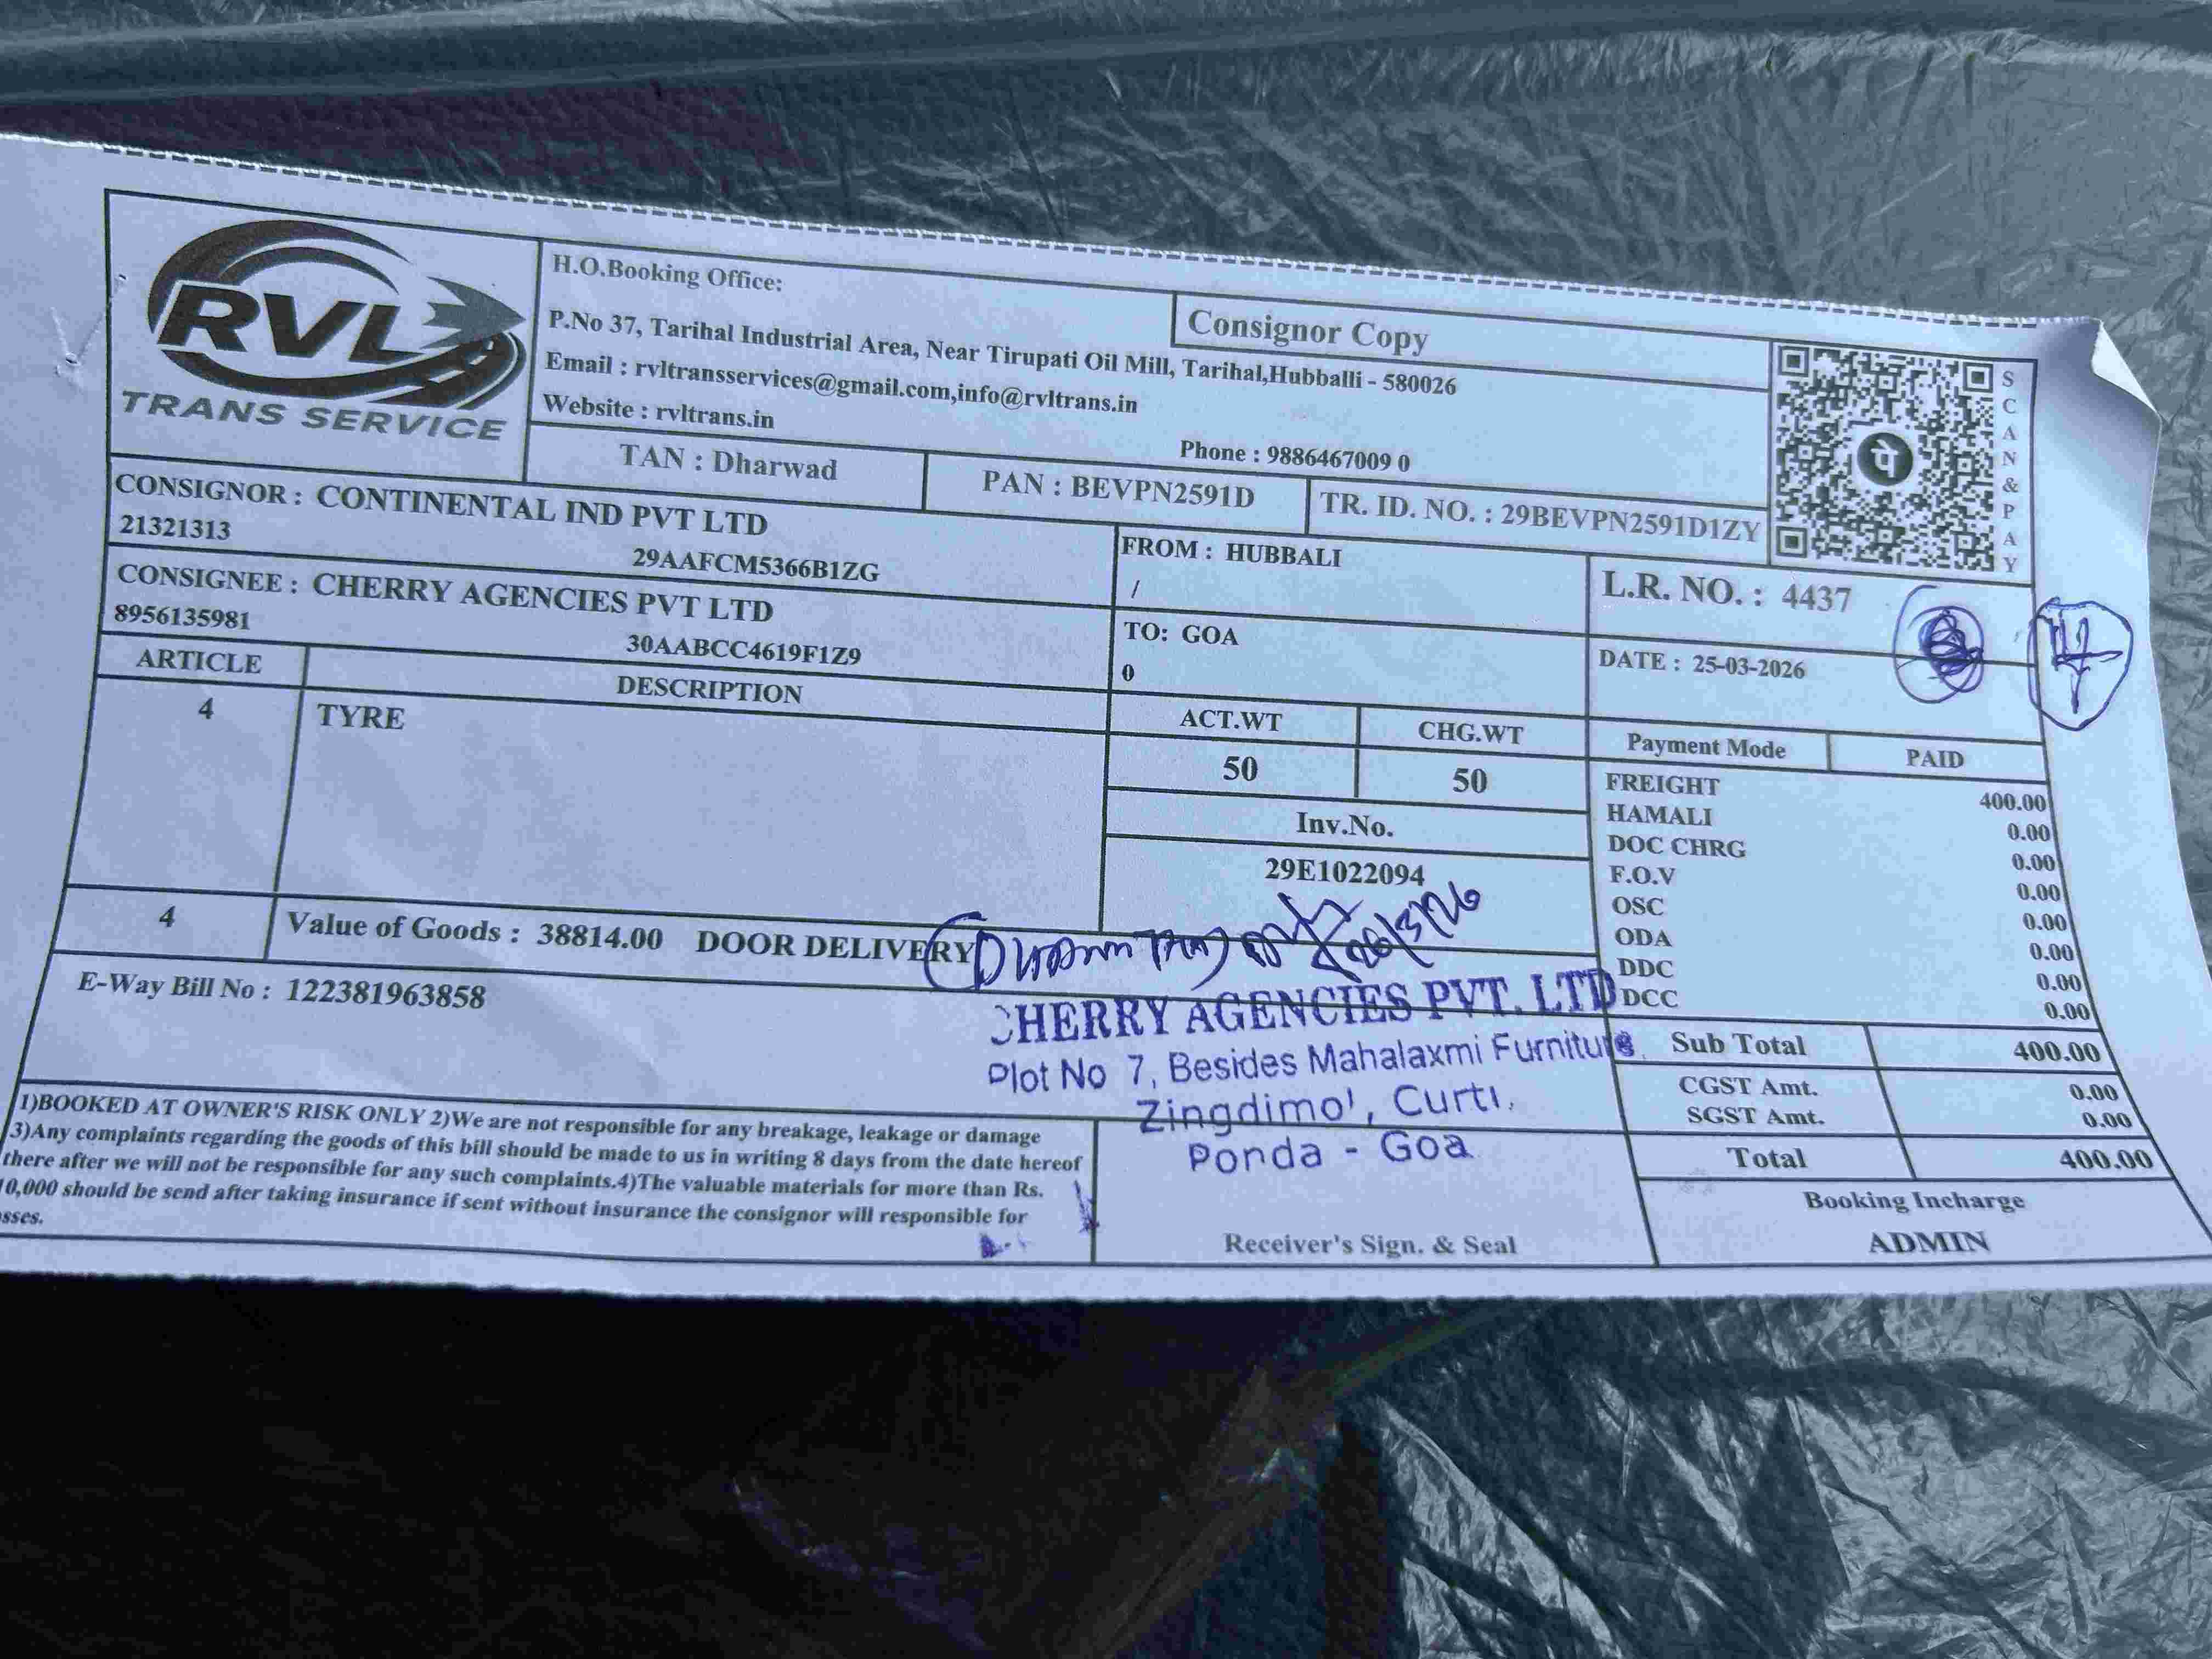 RVL
TRANS SERVICE
H.O.Booking Office:
Consignor Copy
P.No 37, Tarihal Industrial Area, Near Tirupati Oil Mill, Tarihal,Hubballi - 580026
Email : rvltransservices@gmail.com,info@rvltrans.in
Website : rvltrans.in
Phone : 9886467009 0
TAN : Dharwad
PAN : BEVPN2591D
TR. ID. NO. : 29BEVPN2591D1ZY
पे
SCAN&PAY
CONSIGNOR : CONTINENTAL IND PVT LTD
21321313
29AAFCM5366B1ZG
FROM : HUBBALI
/
L.R. NO. : 4437
CONSIGNEE : CHERRY AGENCIES PVT LTD
8956135981
30AABCC4619F1Z9
TO: GOA
0
DATE : 25-03-2026
ARTICLE DESCRIPTION ACT.WT CHG.WT
4 TYRE 50 50
Inv.No.
29E1022094
Payment Mode PAID
FREIGHT 400.00
HAMALI 0.00
DOC CHRG 0.00
F.O.V 0.00
OSC 0.00
ODA 0.00
DDC 0.00
DCC 0.00
4 Value of Goods : 38814.00 DOOR DELIVERY
26/3/26
E-Way Bill No : 122381963858
CHERRY AGENCIES PVT. LTD
Plot No 7, Besides Mahalaxmi Furniture
Zingdimol, Curti,
Ponda - Goa
Sub Total 400.00
CGST Amt. 0.00
SGST Amt. 0.00
Total 400.00
1)BOOKED AT OWNER'S RISK ONLY 2)We are not responsible for any breakage, leakage or damage
3)Any complaints regarding the goods of this bill should be made to us in writing 8 days from the date hereof
there after we will not be responsible for any such complaints.4)The valuable materials for more than Rs.
10,000 should be send after taking insurance if sent without insurance the consignor will responsible for
sses.
Receiver's Sign. & Seal
Booking Incharge
ADMIN